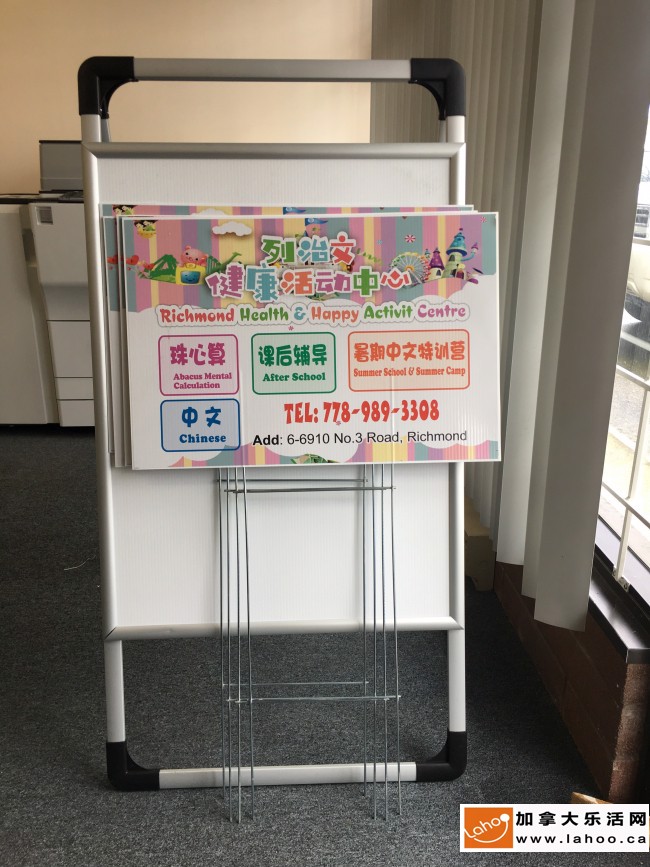 列治文
健康活动中心
Richmond Health & Happy Activit Centre
珠心算
Abacus Mental
Calculation
课后辅导
After School
暑期中文特训营
Summer School & Summer Camp
中文
Chinese
TEL: 778-989-3308
Add: 6-6910 No.3 Road, Richmond
Lahoo
加拿大乐活网
www.lahoo.ca